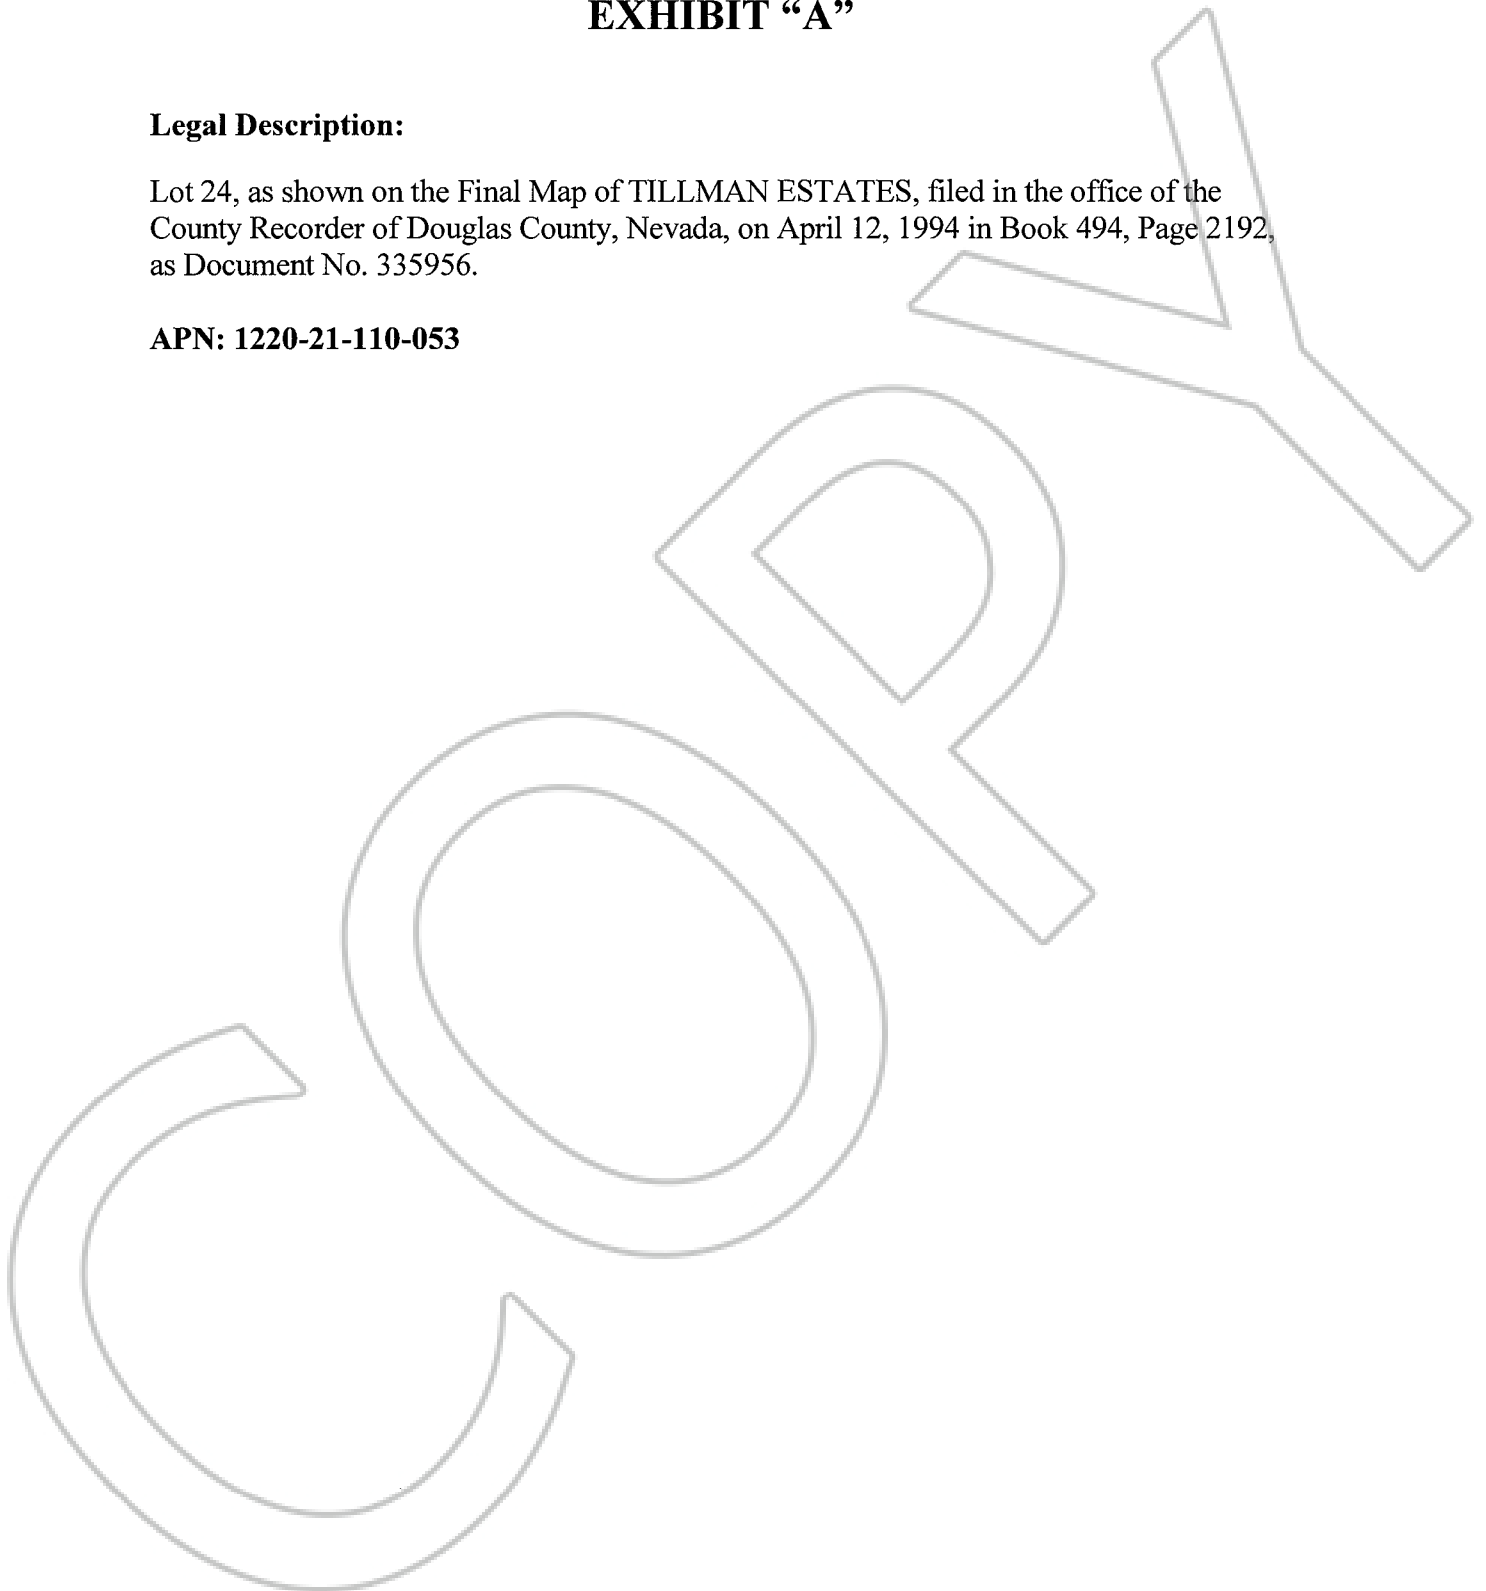 EXHIBIT “A”
Legal Description:
Lot 24, as shown on the Final Map of TILLMAN ESTATES, filed in the office of the
County Recorder of Douglas County, Nevada, on April 12, 1994 in Book 494, Page 2192,
as Document No. 335956.
APN: 1220-21-110-053
COPY